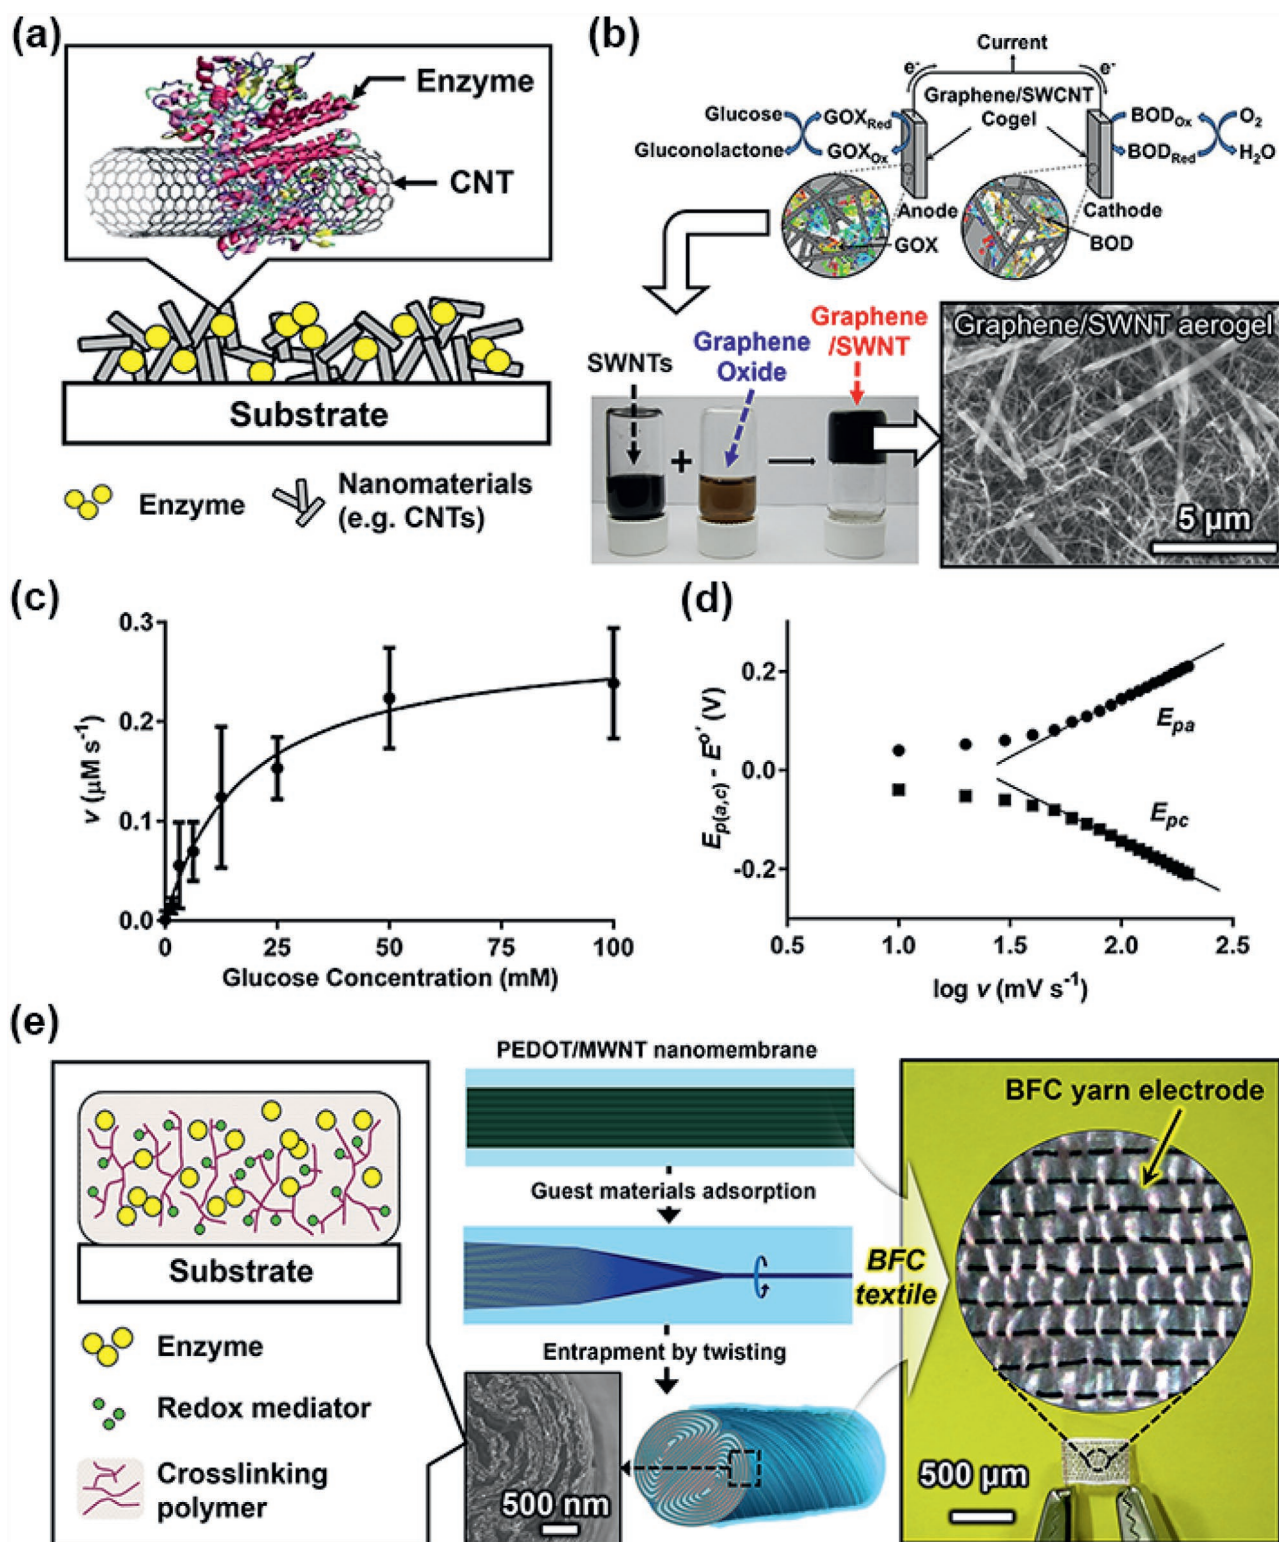 (a)
Enzyme
CNT
Substrate
Enzyme
Nanomaterials
(e.g. CNTs)
(b)
Current
e-
e-
Graphene/SWCNT
Cogel
Glucose
GOXRed
Gluconolactone
GOXOx
BODOx
O2
BODRed
H2O
Anode
Cathode
GOX
BOD
SWNTs
Graphene
Oxide
Graphene
/SWNT
+
Graphene/SWNT aerogel
5 µm
(c)
0.3
0.2
0.1
0.0
v (µM s-1)
0
25
50
75
100
Glucose Concentration (mM)
(d)
0.2
0.0
-0.2
Ep(a,c) - Eo' (V)
Epa
Epc
0.5
1.0
1.5
2.0
2.5
log v (mV s-1)
(e)
Substrate
Enzyme
Redox mediator
Crosslinking
polymer
PEDOT/MWNT nanomembrane
Guest materials adsorption
Entrapment by twisting
500 nm
BFC
textile
BFC yarn electrode
500 µm